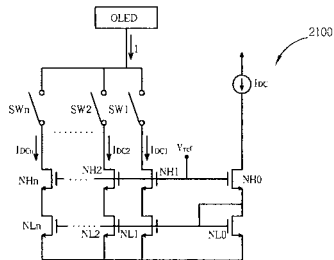 OLED
2100
I
IDC
SWn
SW2
SW1
IDCn
IDC2
IDC1
Vref
NHn
NH2
NH1
NH0
NLn
NL2
NL1
NL0